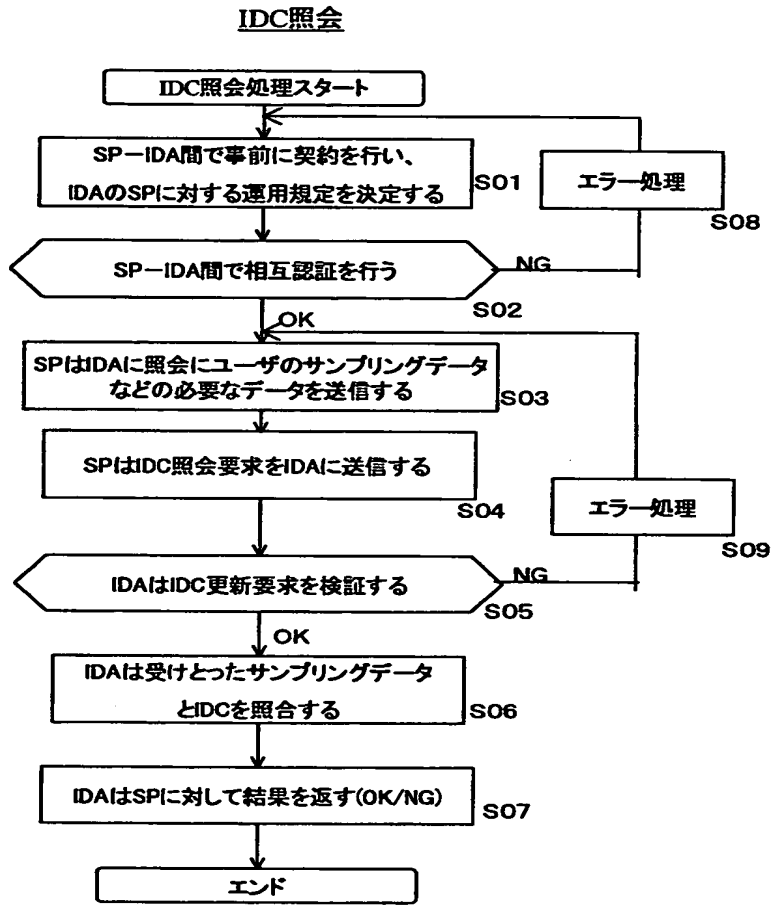 IDC照会
IDC照会処理スタート
SP－IDA間で事前に契約を行い、
IDAのSPに対する運用規定を決定する
S01
エラー処理
S08
SP－IDA間で相互認証を行う
NG
S02
OK
SPはIDAに照会にユーザのサンプリングデータ
などの必要なデータを送信する
S03
SPはIDC照会要求をIDAに送信する
S04
エラー処理
S09
IDAはIDC更新要求を検証する
NG
S05
OK
IDAは受けとったサンプリングデータ
とIDCを照合する
S06
IDAはSPに対して結果を返す(OK/NG)
S07
エンド